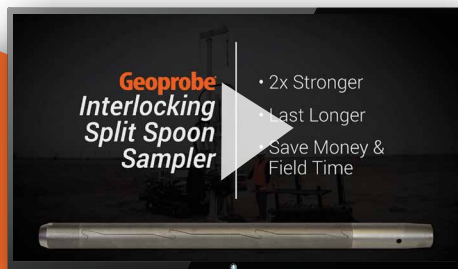 Geoprobe
Interlocking
Split Spoon
Sampler
• 2x Stronger
• Last Longer
• Save Money &
Field Time